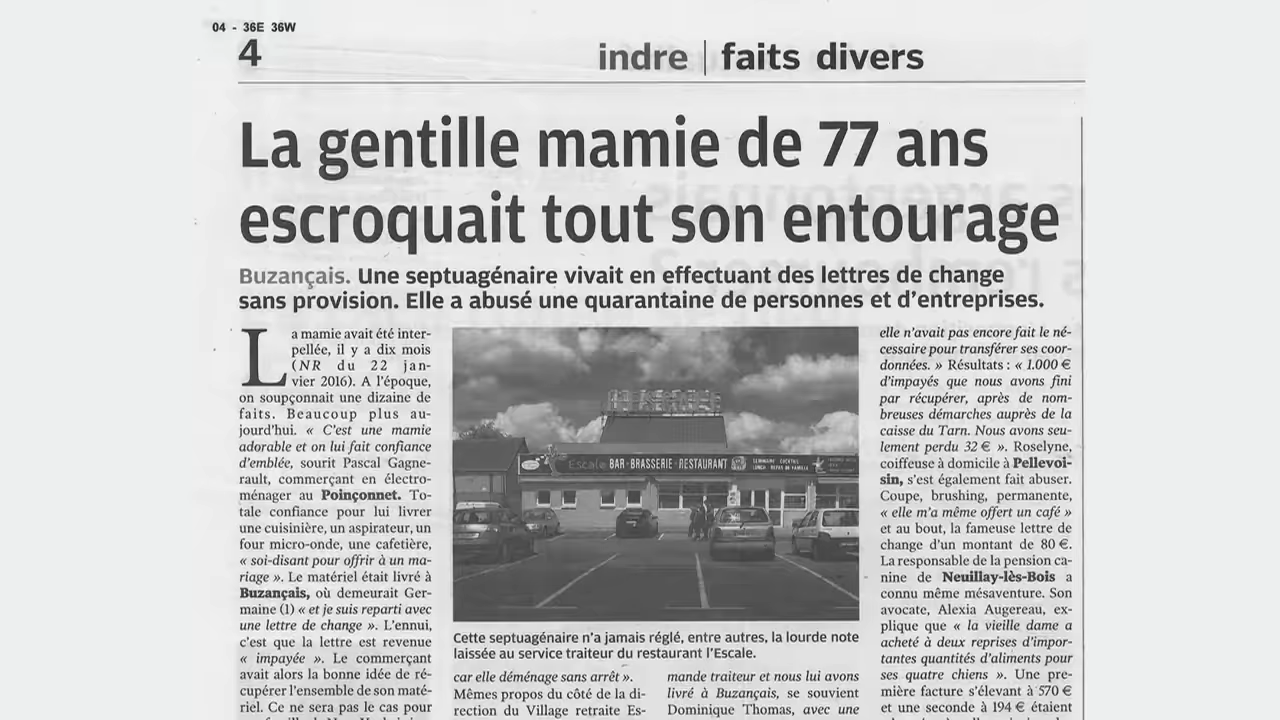 04 - 36E 36W
4
indre | faits divers
La gentille mamie de 77 ans
escroquait tout son entourage
Buzançais. Une septuagénaire vivait en effectuant des lettres de change
sans provision. Elle a abusé une quarantaine de personnes et d’entreprises.
La mamie avait été inter-
pellée, il y a dix mois
(NR du 22 jan-
vier 2016). A l’époque,
on soupçonnait une dizaine de
faits. Beaucoup plus au-
jourd’hui. « C’est une mamie
adorable et on lui fait confiance
d’emblée, sourit Pascal Gagne-
rault, commerçant en électro-
ménager au Poinçonnet. To-
tale confiance pour lui livrer
une cuisinière, un aspirateur, un
four micro-onde, une cafetière,
« soi-disant pour offrir à un ma-
riage ». Le matériel était livré à
Buzançais, où demeurait Ger-
maine (1) « et je suis reparti avec
une lettre de change ». L’ennui,
c’est que la lettre est revenue
« impayée ». Le commerçant
avait alors la bonne idée de ré-
cupérer l’ensemble de son maté-
riel. Ce ne sera pas le cas pour
Escale BAR-BRASSERIE-RESTAURANT
Cette septuagénaire n’a jamais réglé, entre autres, la lourde note
laissée au service traiteur du restaurant l’Escale.
car elle déménage sans arrêt ».
Mêmes propos du côté de la di-
rection du Village retraite Es-
mande traiteur et nous lui avons
livré à Buzançais, se souvient
Dominique Thomas, avec une
elle n’avait pas encore fait le né-
cessaire pour transférer ses coor-
données. » Résultats : « 1.000 €
d’impayés que nous avons fini
par récupérer, après de nom-
breuses démarches auprès de la
caisse du Tarn. Nous avons seu-
lement perdu 32 € ». Roselyne,
coiffeuse à domicile à Pellevoi-
sin, s’est également fait abuser.
Coupe, brushing, permanente,
« elle m’a même offert un café »
et au bout, la fameuse lettre de
change d’un montant de 80 €.
La responsable de la pension ca-
nine de Neuillay-lès-Bois a
connu même mésaventure. Son
avocate, Alexia Augereau, ex-
plique que « la vieille dame a
acheté à deux reprises d’impor-
tantes quantités d’aliments pour
ses quatre chiens ». Une pre-
mière facture s’élevant à 570 €
et une seconde à 194 € étaient